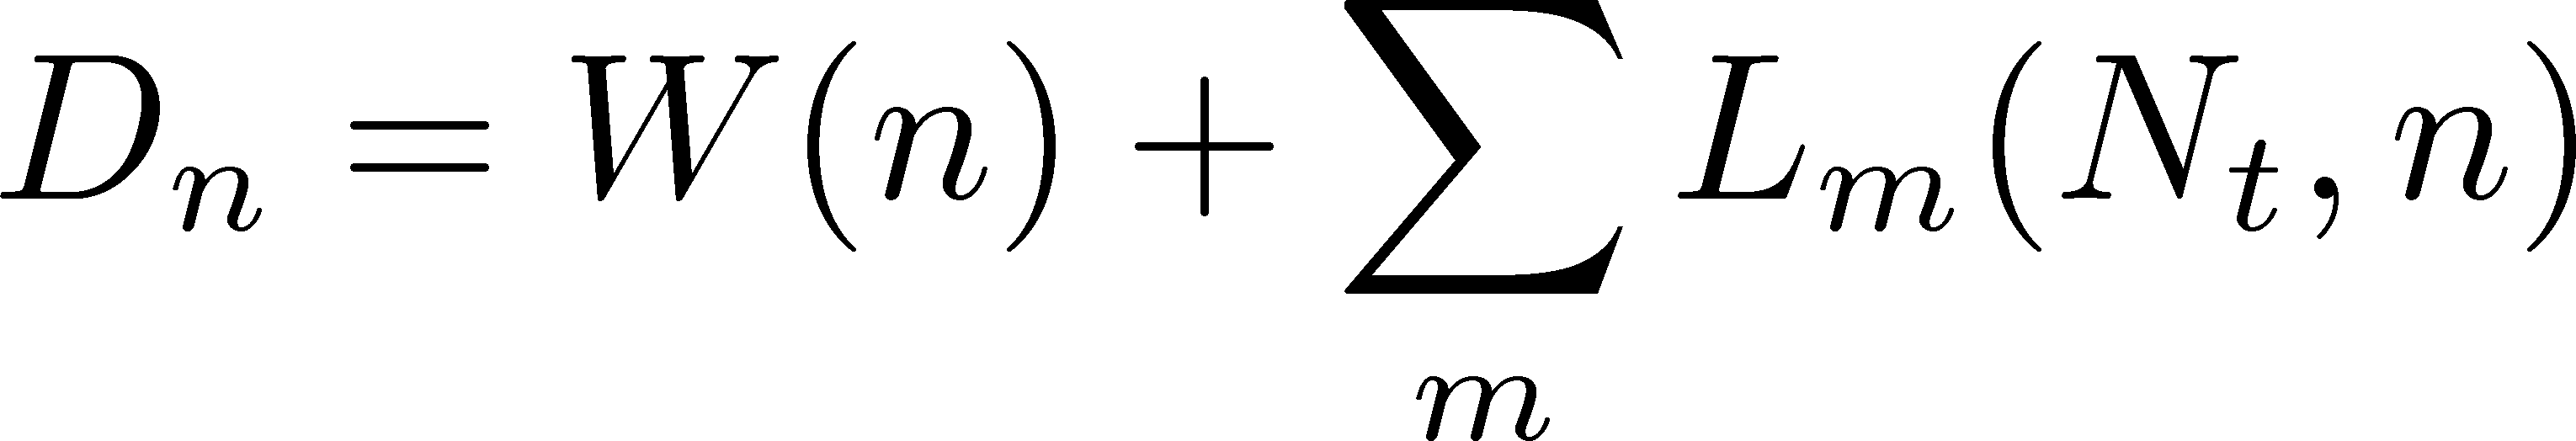 D_n = W(n) + \sum_m L_m(N_t, n)